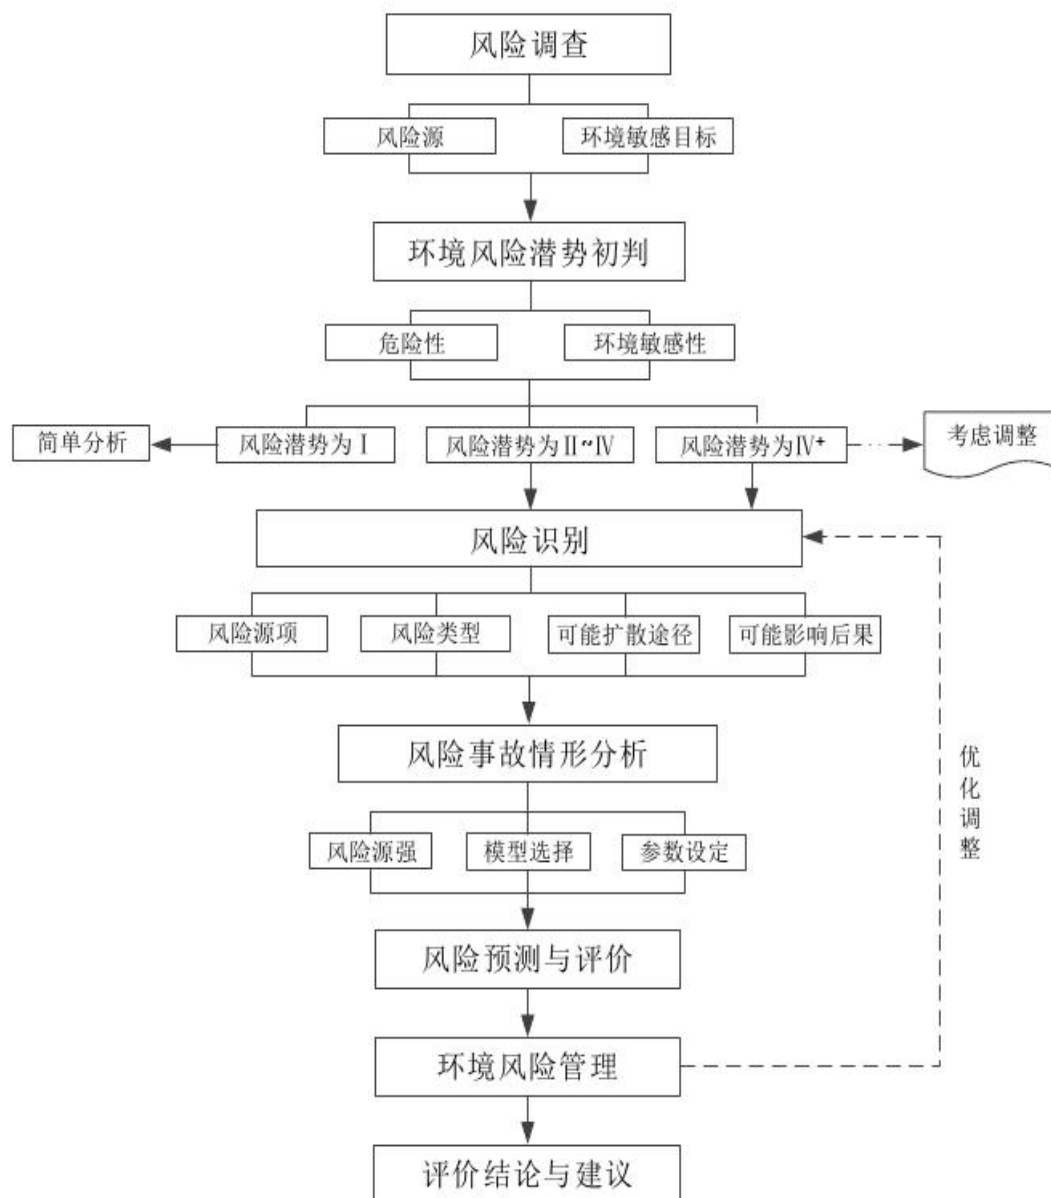 风险调查
风险源
环境敏感目标
环境风险潜势初判
危险性
环境敏感性
简单分析
风险潜势为Ⅰ
风险潜势为Ⅱ~Ⅳ
风险潜势为Ⅳ+
考虑调整
风险识别
风险源项
风险类型
可能扩散途径
可能影响后果
风险事故情形分析
优化调整
风险源强
模型选择
参数设定
风险预测与评价
环境风险管理
评价结论与建议